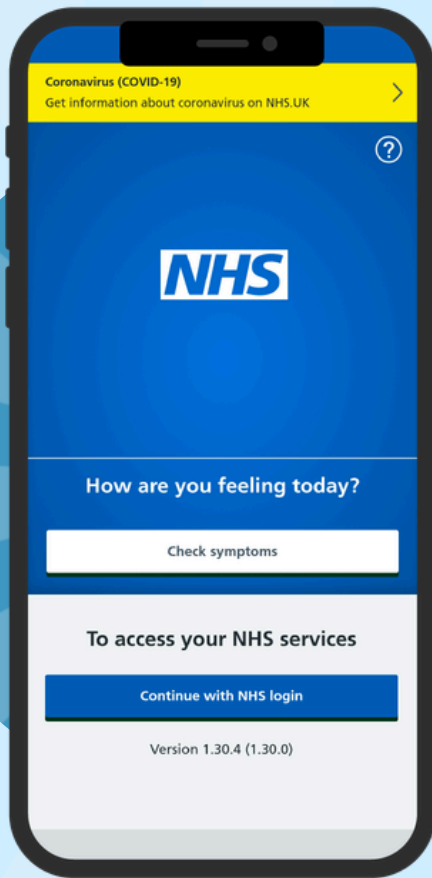 Coronavirus (COVID-19)
Get information about coronavirus on NHS.UK
?
NHS
How are you feeling today?
Check symptoms
To access your NHS services
Continue with NHS login
Version 1.30.4 (1.30.0)